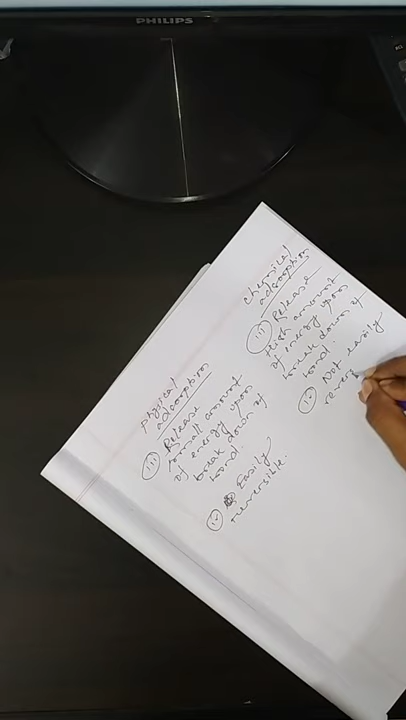 PHILIPS
physical
adsorption
(iii) Release
small amount
of energy upon
break down of
bond.
(iv) Easily
reversible.
chemical
adsorption
(iii) Release
High amount
of energy upon
break down of
bond.
(iv) Not easily
revers